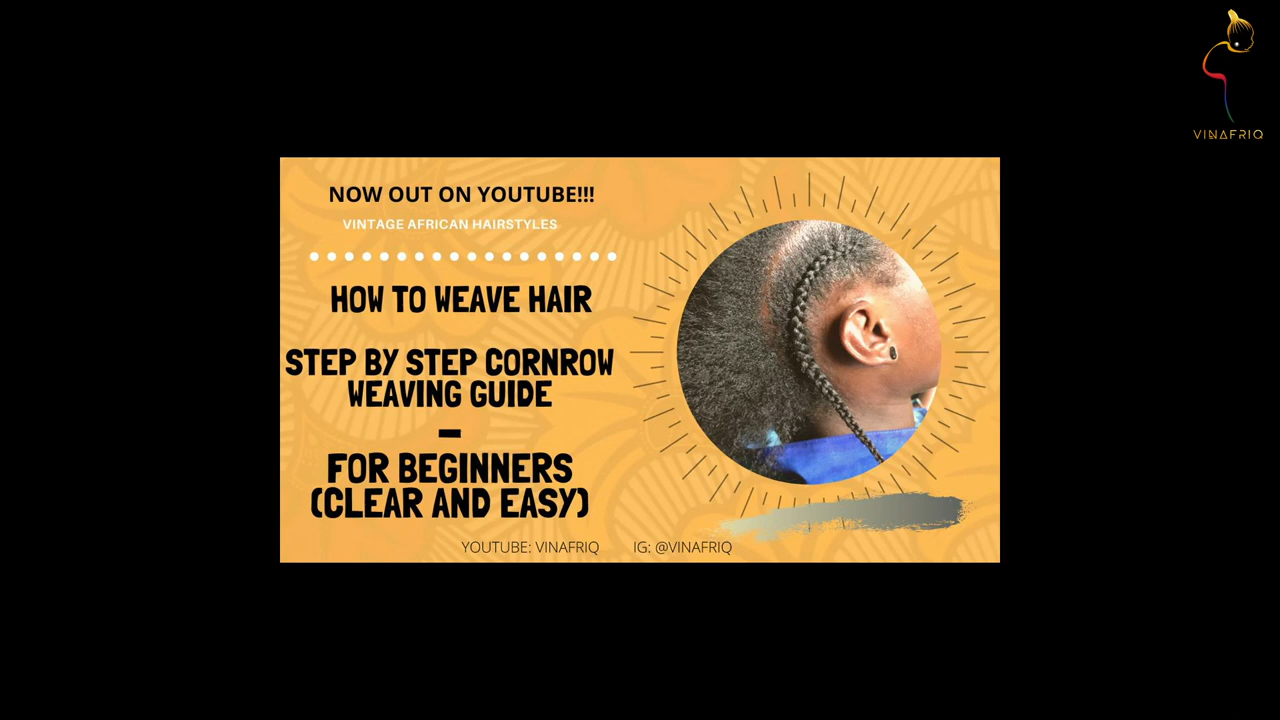 VINAFRIQ
NOW OUT ON YOUTUBE!!!
VINTAGE AFRICAN HAIRSTYLES
HOW TO WEAVE HAIR
STEP BY STEP CORNROW
WEAVING GUIDE
-
FOR BEGINNERS
(CLEAR AND EASY)
YOUTUBE: VINAFRIQ IG: @VINAFRIQ